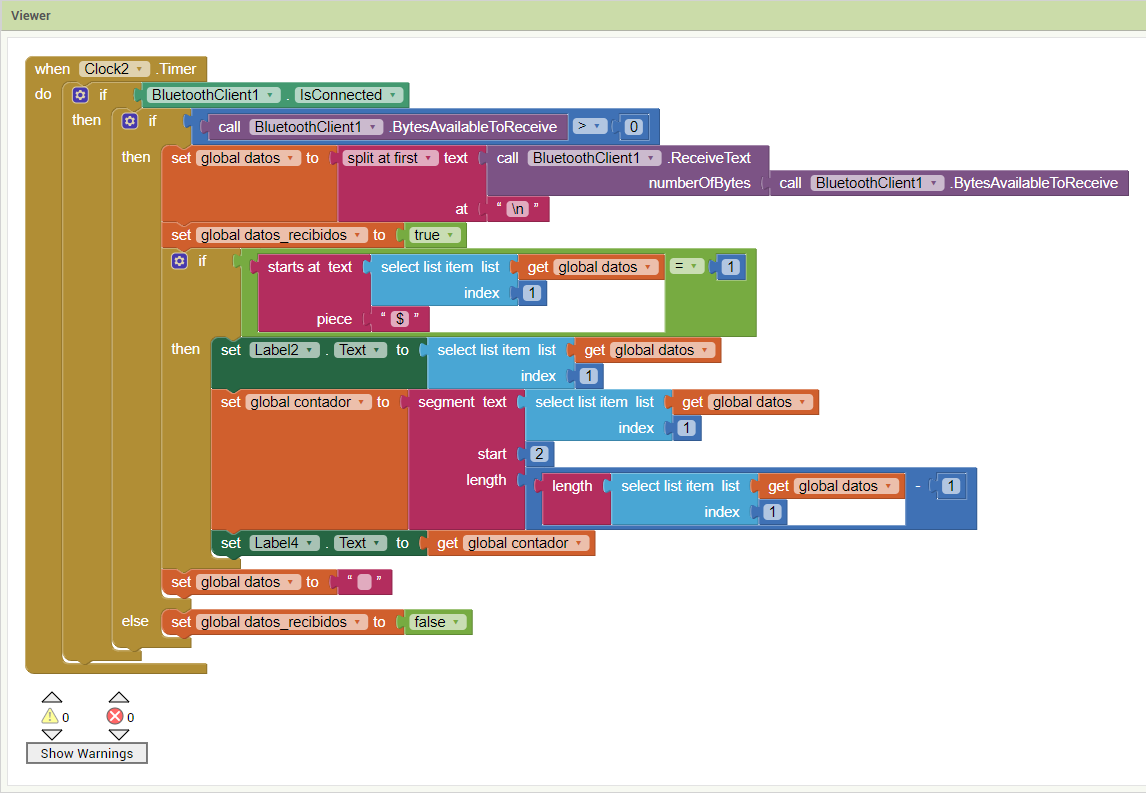 Viewer
when Clock2 .Timer
do if BluetoothClient1 . IsConnected
then if call BluetoothClient1 .BytesAvailableToReceive > 0
then set global datos to split at first text call BluetoothClient1 .ReceiveText
numberOfBytes call BluetoothClient1 .BytesAvailableToReceive
at “ \n ”
set global datos_recibidos to true
if starts at text select list item list get global datos = 1
index 1
piece “ $ ”
then set Label2 . Text to select list item list get global datos
index 1
set global contador to segment text select list item list get global datos
index 1
start 2
length length select list item list get global datos - 1
index 1
set Label4 . Text to get global contador
set global datos to “ ”
else set global datos_recibidos to false
0 0
Show Warnings